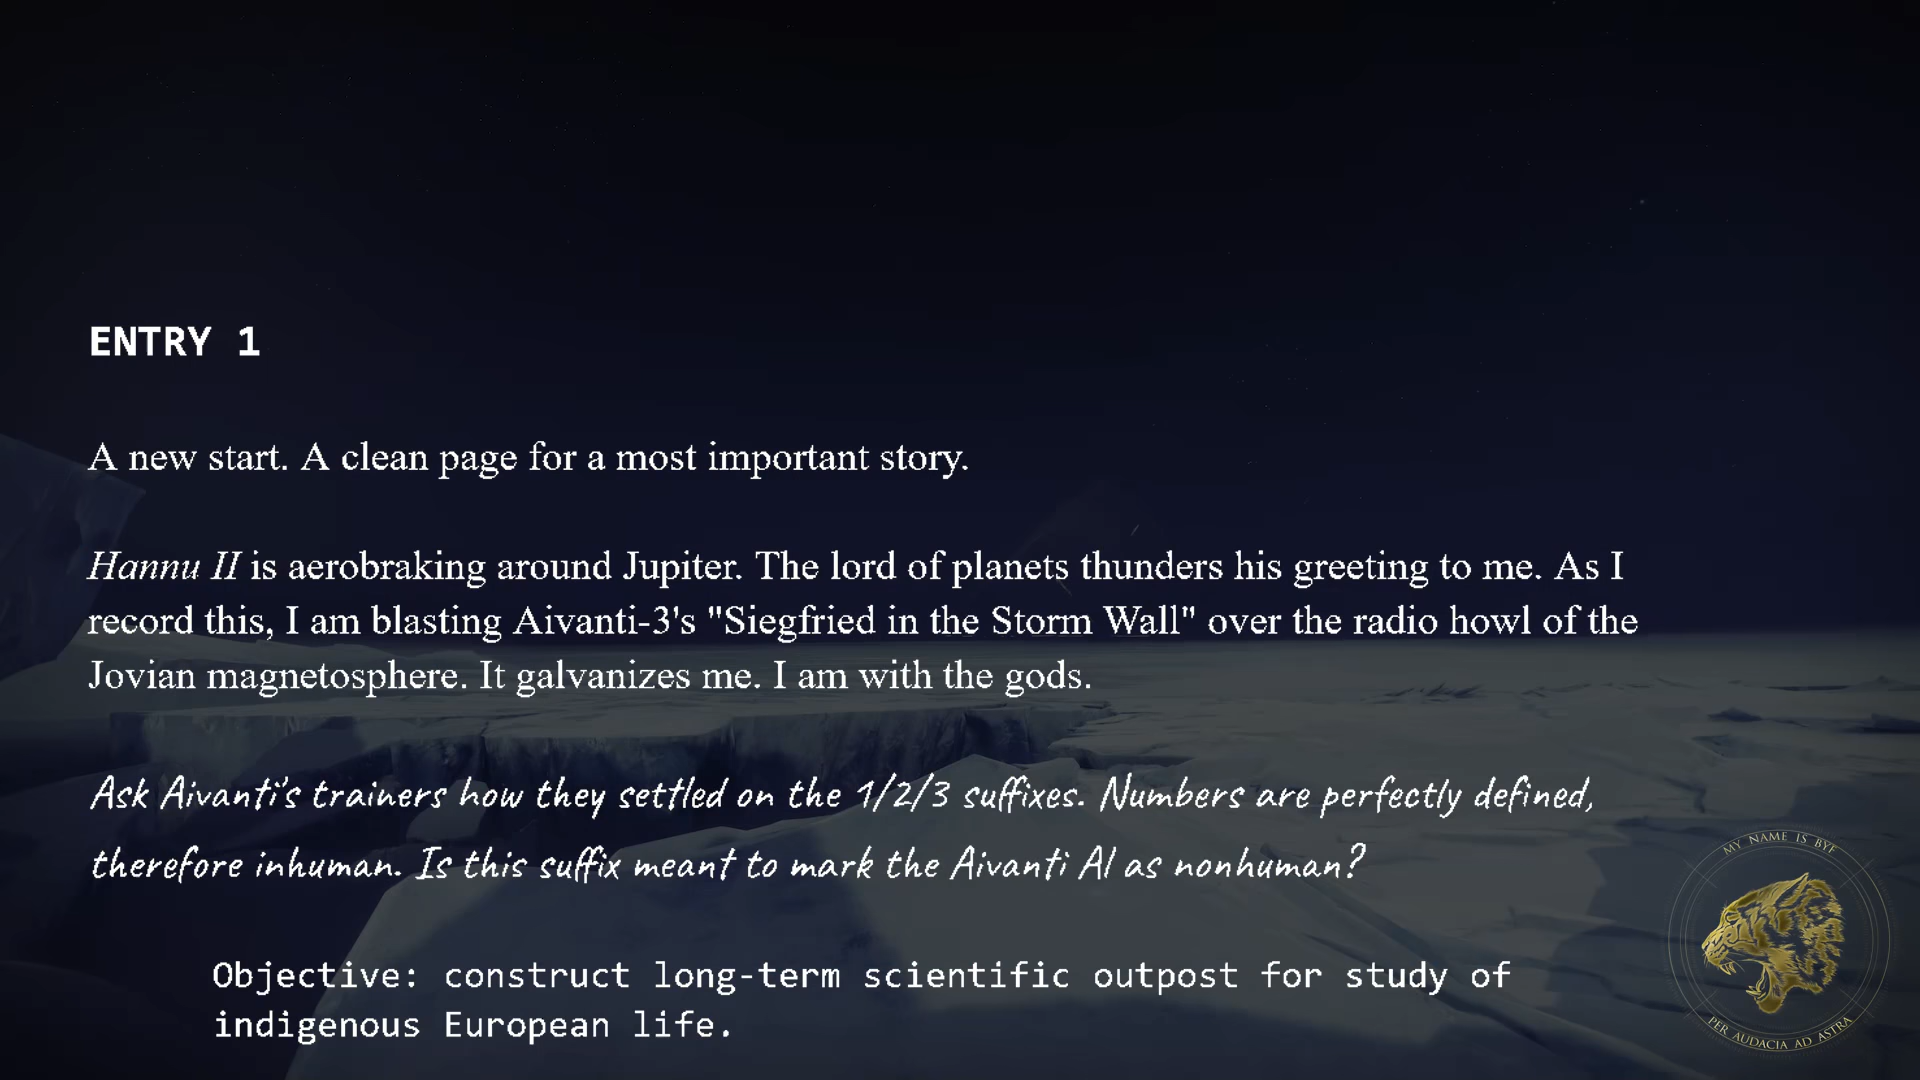 ENTRY 1
A new start. A clean page for a most important story.
Hannu II is aerobraking around Jupiter. The lord of planets thunders his greeting to me. As I
record this, I am blasting Aivanti-3's "Siegfried in the Storm Wall" over the radio howl of the
Jovian magnetosphere. It galvanizes me. I am with the gods.
Ask Aivanti's trainers how they settled on the 1/2/3 suffixes. Numbers are perfectly defined,
therefore inhuman. Is this suffix meant to mark the Aivanti AI as nonhuman?
MY NAME IS BYF
Objective: construct long-term scientific outpost for study of
indigenous European life.
PER AUDACIA AD ASTRA